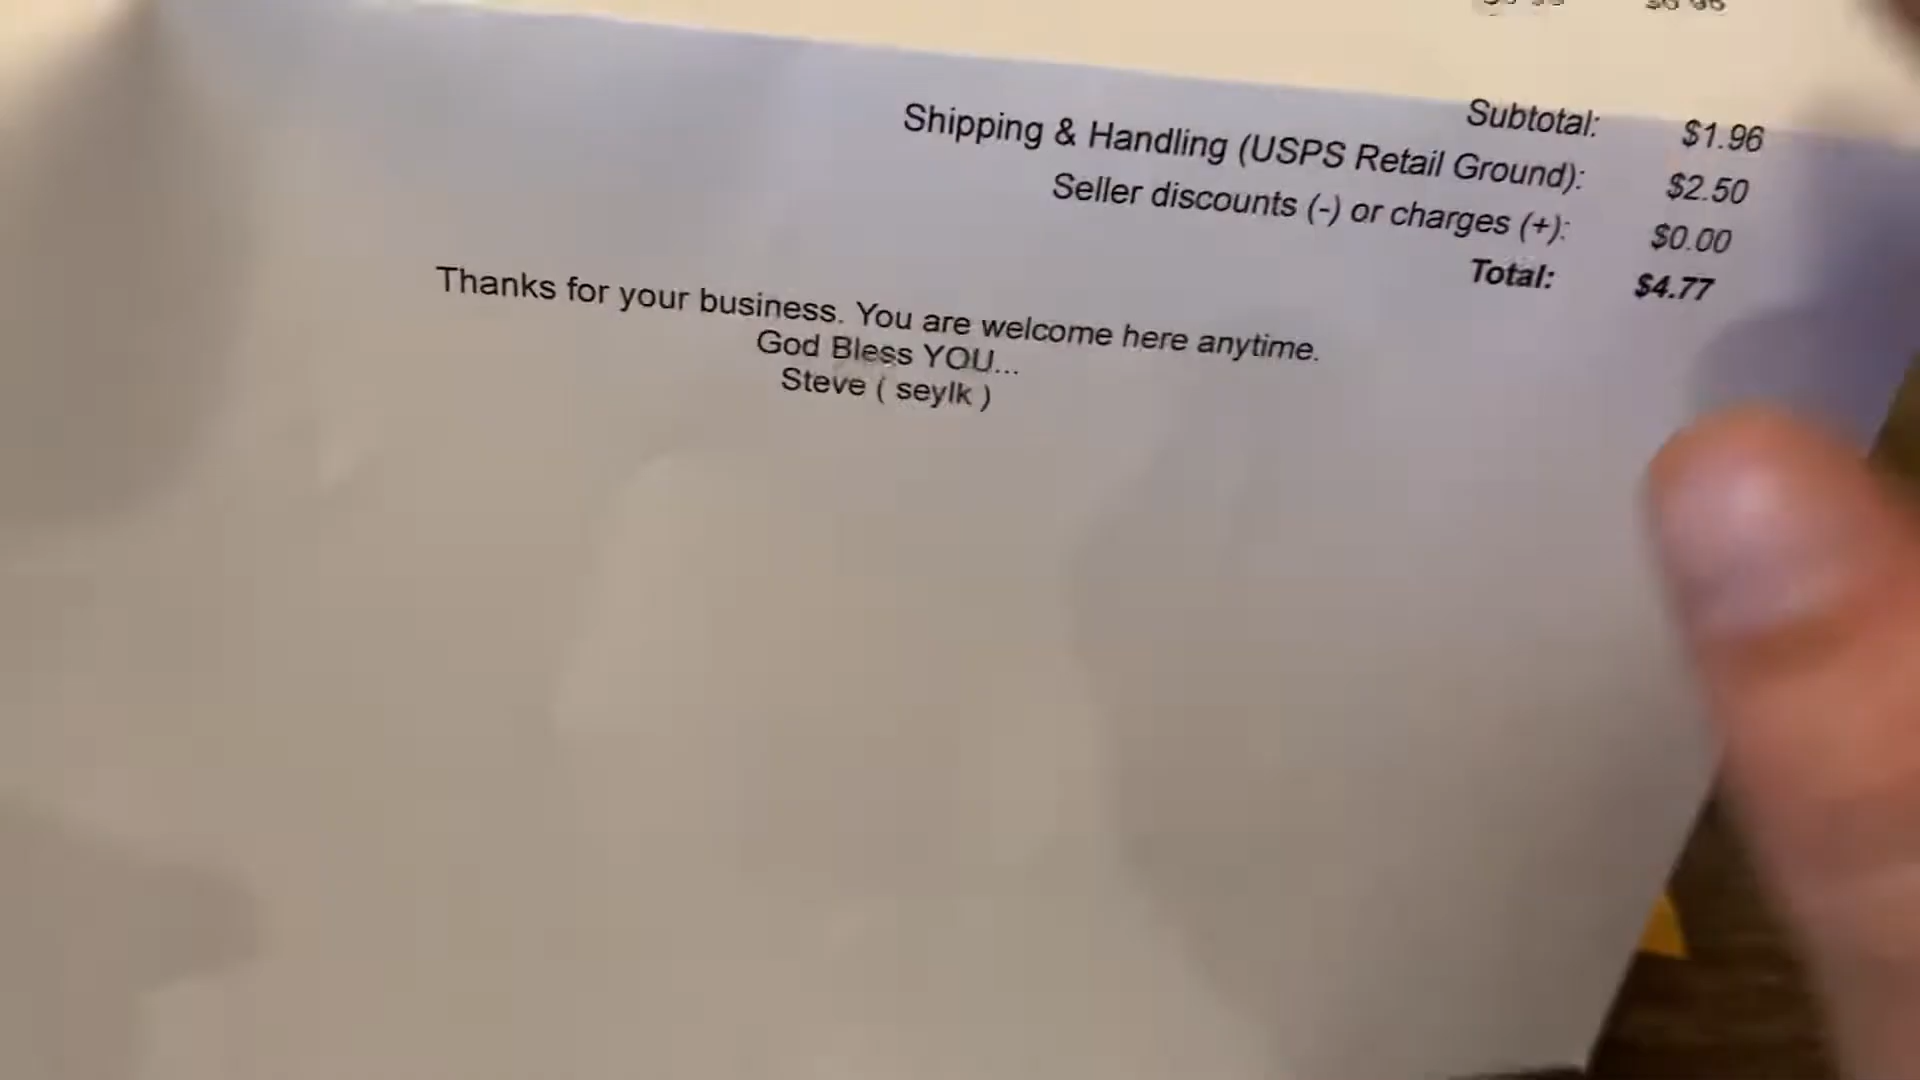 Subtotal: $1.96
Shipping & Handling (USPS Retail Ground): $2.50
Seller discounts (-) or charges (+): $0.00
Total: $4.77
Thanks for your business. You are welcome here anytime.
God Bless YOU...
Steve ( seylk )